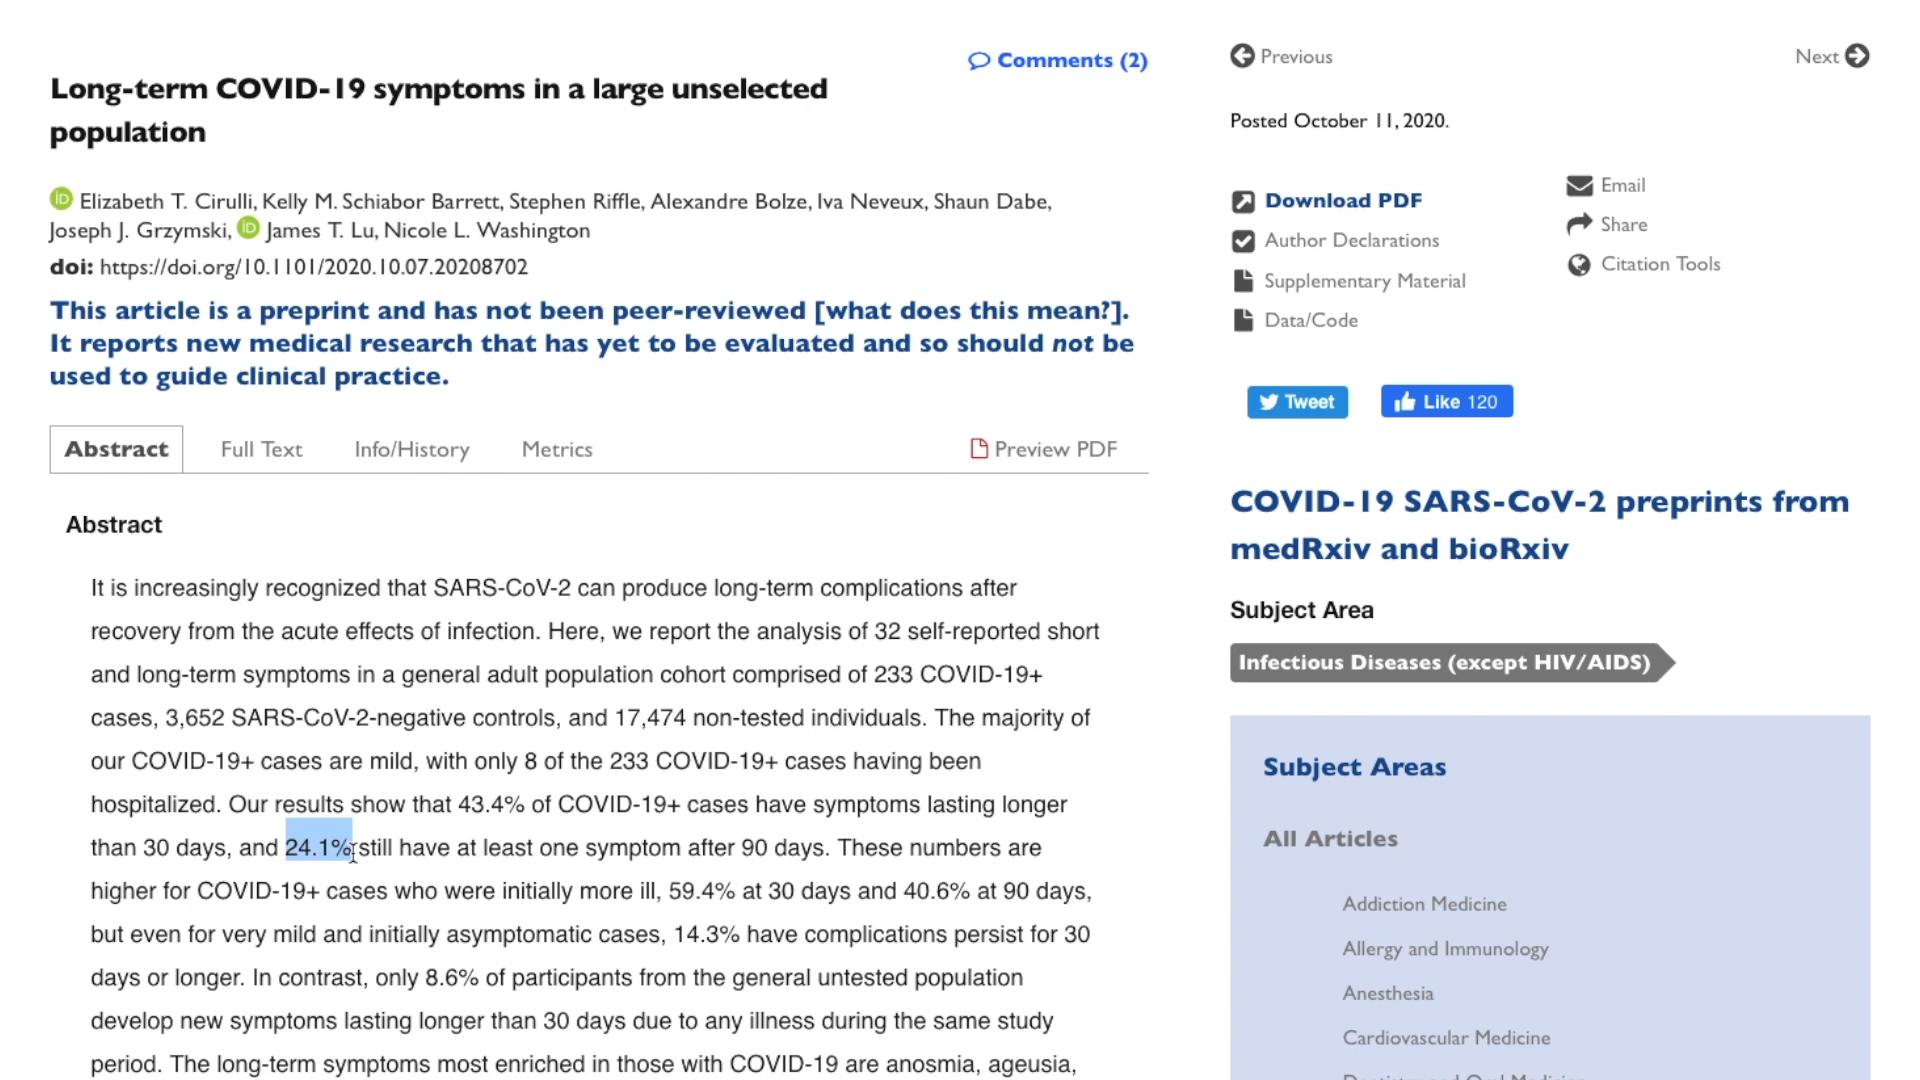 Comments (2)
Long-term COVID-19 symptoms in a large unselected
population
iD Elizabeth T. Cirulli, Kelly M. Schiabor Barrett, Stephen Riffle, Alexandre Bolze, Iva Neveux, Shaun Dabe,
Joseph J. Grzymski, iD James T. Lu, Nicole L. Washington
doi: https://doi.org/10.1101/2020.10.07.20208702
This article is a preprint and has not been peer-reviewed [what does this mean?].
It reports new medical research that has yet to be evaluated and so should not be
used to guide clinical practice.
Abstract Full Text Info/History Metrics Preview PDF
Abstract
It is increasingly recognized that SARS-CoV-2 can produce long-term complications after
recovery from the acute effects of infection. Here, we report the analysis of 32 self-reported short
and long-term symptoms in a general adult population cohort comprised of 233 COVID-19+
cases, 3,652 SARS-CoV-2-negative controls, and 17,474 non-tested individuals. The majority of
our COVID-19+ cases are mild, with only 8 of the 233 COVID-19+ cases having been
hospitalized. Our results show that 43.4% of COVID-19+ cases have symptoms lasting longer
than 30 days, and 24.1% still have at least one symptom after 90 days. These numbers are
higher for COVID-19+ cases who were initially more ill, 59.4% at 30 days and 40.6% at 90 days,
but even for very mild and initially asymptomatic cases, 14.3% have complications persist for 30
days or longer. In contrast, only 8.6% of participants from the general untested population
develop new symptoms lasting longer than 30 days due to any illness during the same study
period. The long-term symptoms most enriched in those with COVID-19 are anosmia, ageusia,
Previous Next
Posted October 11, 2020.
Download PDF
Author Declarations
Supplementary Material
Data/Code
Email
Share
Citation Tools
Tweet Like 120
COVID-19 SARS-CoV-2 preprints from
medRxiv and bioRxiv
Subject Area
Infectious Diseases (except HIV/AIDS)
Subject Areas
All Articles
Addiction Medicine
Allergy and Immunology
Anesthesia
Cardiovascular Medicine